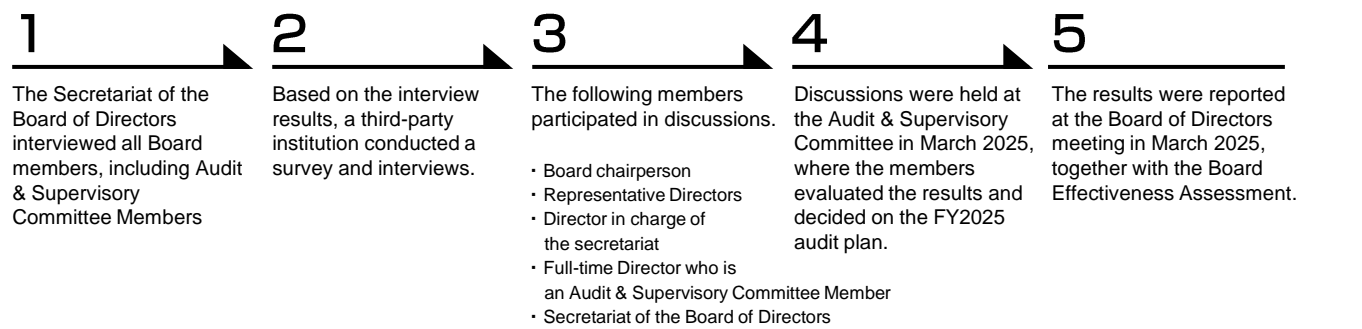 1
The Secretariat of the
Board of Directors
interviewed all Board
members, including Audit
& Supervisory
Committee Members
2
Based on the interview
results, a third-party
institution conducted a
survey and interviews.
3
The following members
participated in discussions.
・Board chairperson
・Representative Directors
・Director in charge of
the secretariat
・Full-time Director who is
an Audit & Supervisory Committee Member
・Secretariat of the Board of Directors
4
Discussions were held at
the Audit & Supervisory
Committee in March 2025,
where the members
evaluated the results and
decided on the FY2025
audit plan.
5
The results were reported
at the Board of Directors
meeting in March 2025,
together with the Board
Effectiveness Assessment.